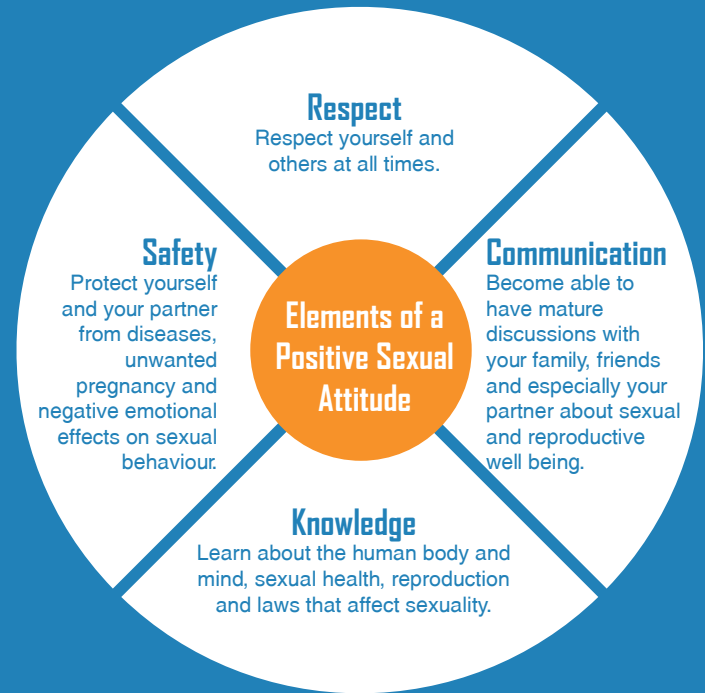 Respect
Respect yourself and
others at all times.
Safety
Protect yourself
and your partner
from diseases,
unwanted
pregnancy and
negative emotional
effects on sexual
behaviour.
Elements of a
Positive Sexual
Attitude
Communication
Become able to
have mature
discussions with
your family, friends
and especially your
partner about sexual
and reproductive
well being.
Knowledge
Learn about the human body and
mind, sexual health, reproduction
and laws that affect sexuality.